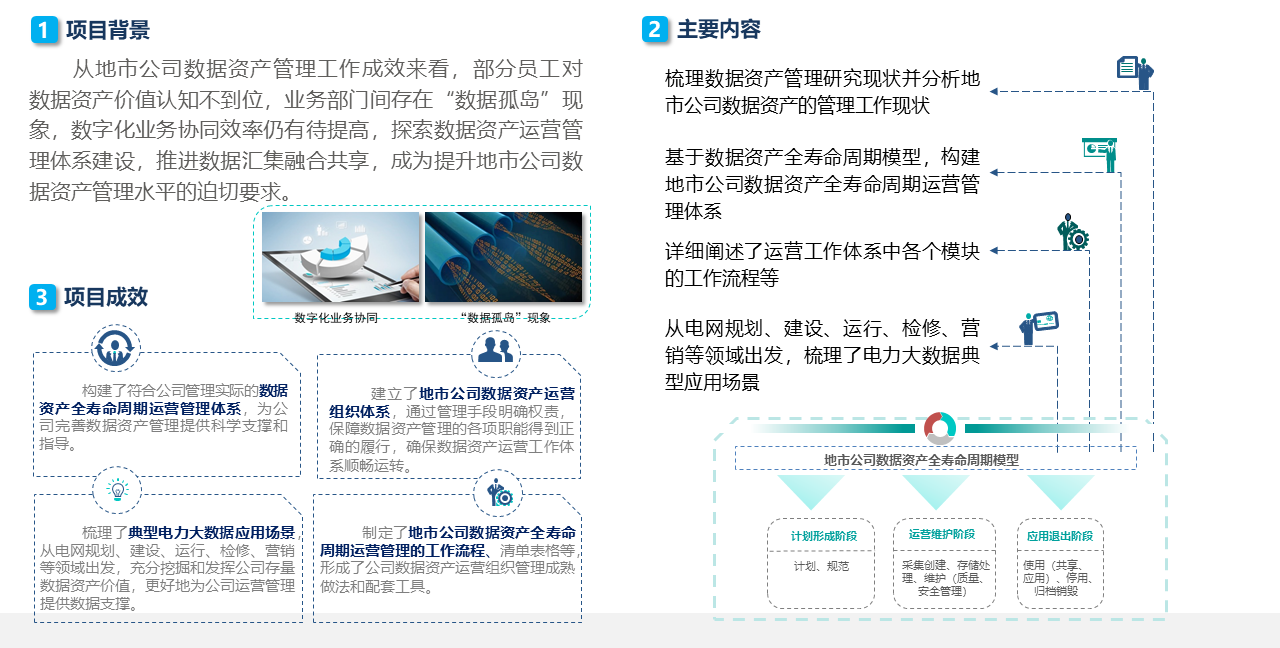 1 项目背景
从地市公司数据资产管理工作成效来看，部分员工对
数据资产价值认知不到位，业务部门间存在“数据孤岛”现
象，数字化业务协同效率仍有待提高，探索数据资产运营管
理体系建设，推进数据汇集融合共享，成为提升地市公司数
据资产管理水平的迫切要求。
数字化业务协同
“数据孤岛”现象
2 主要内容
梳理数据资产管理研究现状并分析地
市公司数据资产的管理工作现状
基于数据资产全寿命周期模型，构建
地市公司数据资产全寿命周期运营管
理体系
详细阐述了运营工作体系中各个模块
的工作流程等
从电网规划、建设、运行、检修、营
销等领域出发，梳理了电力大数据典
型应用场景
地市公司数据资产全寿命周期模型
计划形成阶段
计划、规范
运营维护阶段
采集创建、存储处
理、维护（质量、
安全管理）
应用退出阶段
使用（共享、
应用）、停用、
归档销毁
3 项目成效
构建了符合公司管理实际的数据
资产全寿命周期运营管理体系，为公
司完善数据资产管理提供科学支撑和
指导。
建立了地市公司数据资产运营
组织体系，通过管理手段明确权责，
保障数据资产管理的各项职能得到正
确的履行，确保数据资产运营工作体
系顺畅运转。
梳理了典型电力大数据应用场景，
从电网规划、建设、运行、检修、营销
等领域出发，充分挖掘和发挥公司存量
数据资产价值，更好地为公司运营管理
提供数据支撑。
制定了地市公司数据资产全寿命
周期运营管理的工作流程、清单表格等，
形成了公司数据资产运营组织管理成熟
做法和配套工具。